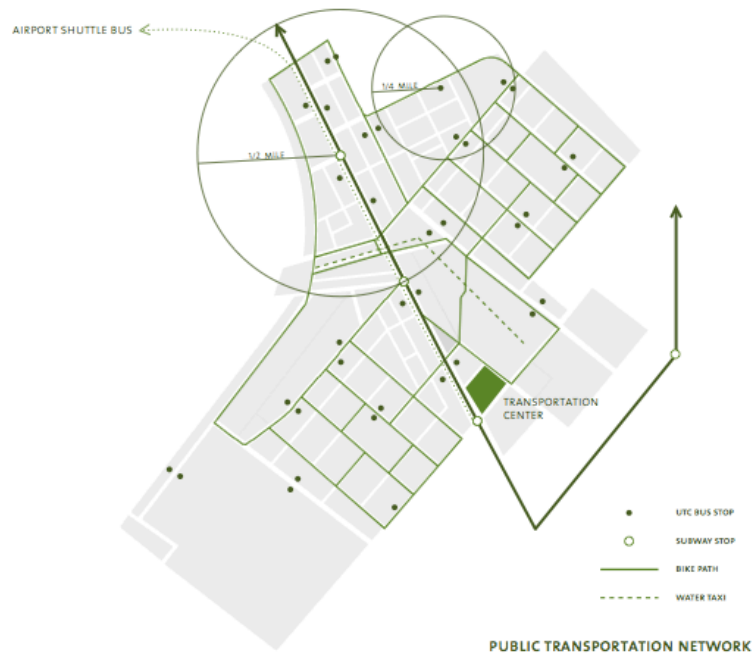 AIRPORT SHUTTLE BUS
1/4 MILE
1/2 MILE
TRANSPORTATION
CENTER
UTC BUS STOP
SUBWAY STOP
BIKE PATH
WATER TAXI
PUBLIC TRANSPORTATION NETWORK